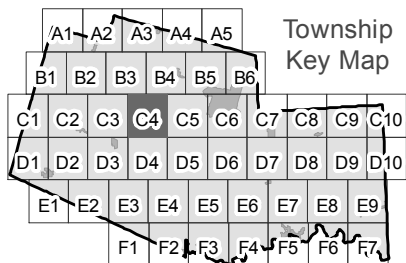 Township
Key Map
A1 A2 A3 A4 A5
B1 B2 B3 B4 B5 B6
C1 C2 C3 C4 C5 C6 C7 C8 C9 C10
D1 D2 D3 D4 D5 D6 D7 D8 D9 D10
E1 E2 E3 E4 E5 E6 E7 E8 E9
F1 F2 F3 F4 F5 F6 F7